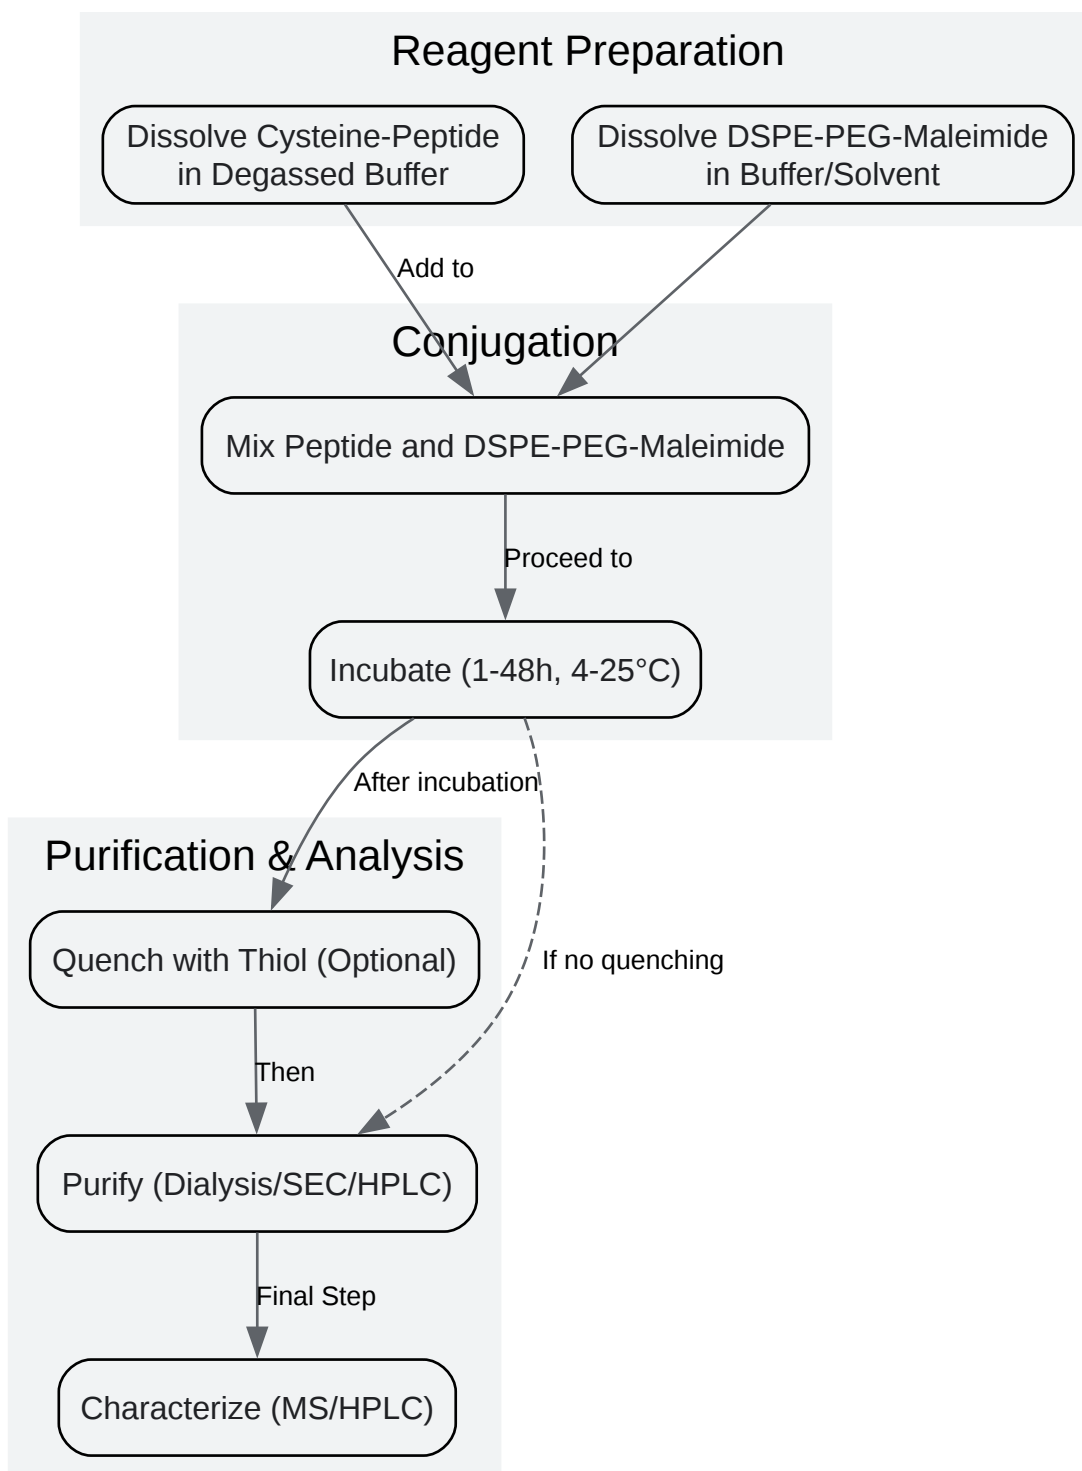 Reagent Preparation
Dissolve Cysteine-Peptide
in Degassed Buffer
Dissolve DSPE-PEG-Maleimide
in Buffer/Solvent
Add to
Conjugation
Mix Peptide and DSPE-PEG-Maleimide
Proceed to
Incubate (1-48h, 4-25°C)
After incubation
Purification & Analysis
Quench with Thiol (Optional)
If no quenching
Then
Purify (Dialysis/SEC/HPLC)
Final Step
Characterize (MS/HPLC)